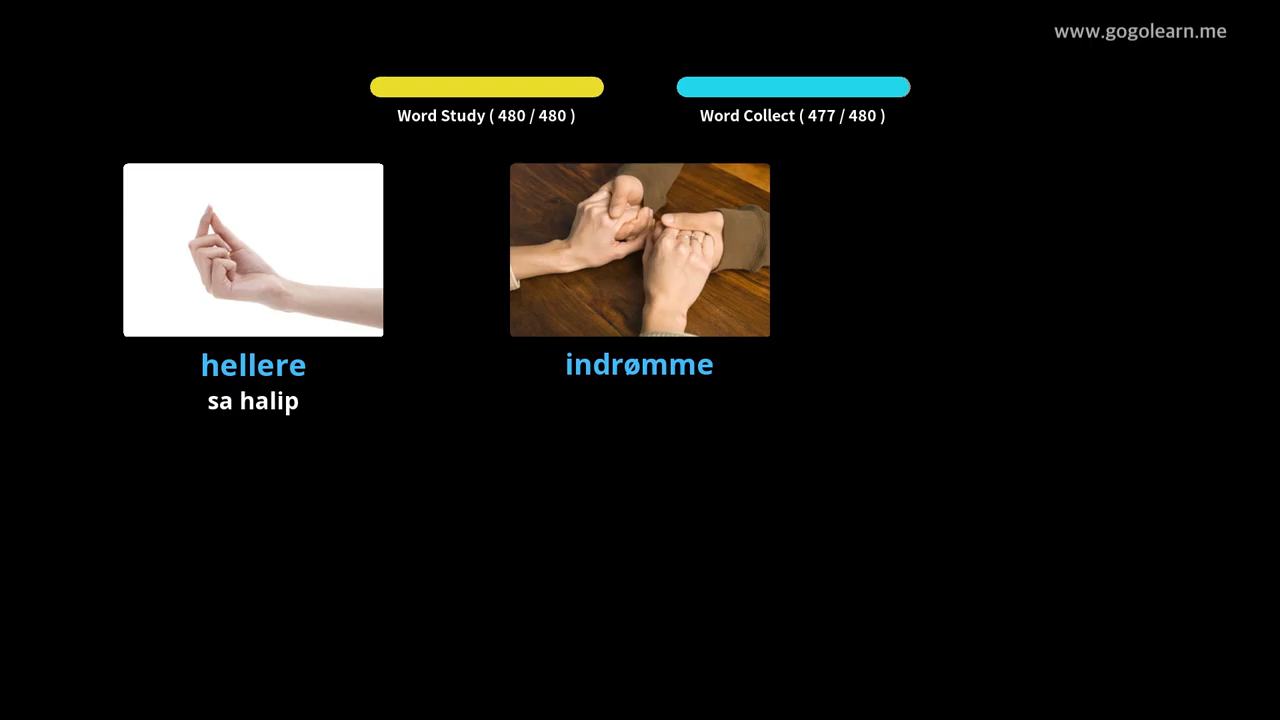 www.gogolearn.me
Word Study ( 480 / 480 )
Word Collect ( 477 / 480 )
hellere
sa halip
indrømme